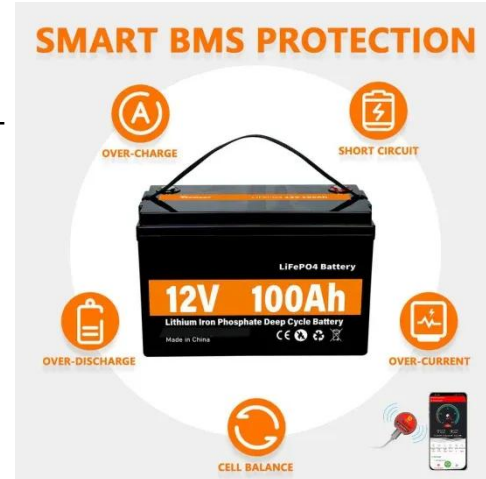 SMART BMS PROTECTION
OVER-CHARGE
SHORT CIRCUIT
LiFePO4 Battery
12V 100Ah
Lithium Iron Phosphate Deep Cycle Battery
Made in China
CE
OVER-DISCHARGE
OVER-CURRENT
CELL BALANCE